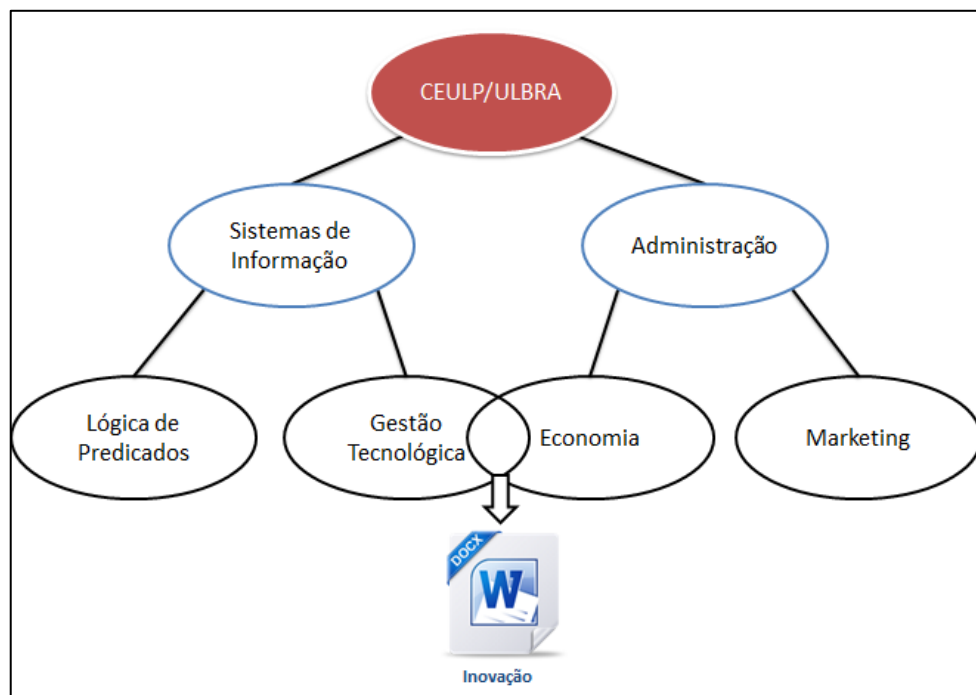 CEULP/ULBRA
Sistemas de
Informação
Administração
Lógica de
Predicados
Gestão
Tecnológica
Economia
Marketing
DOCX
W
Inovação